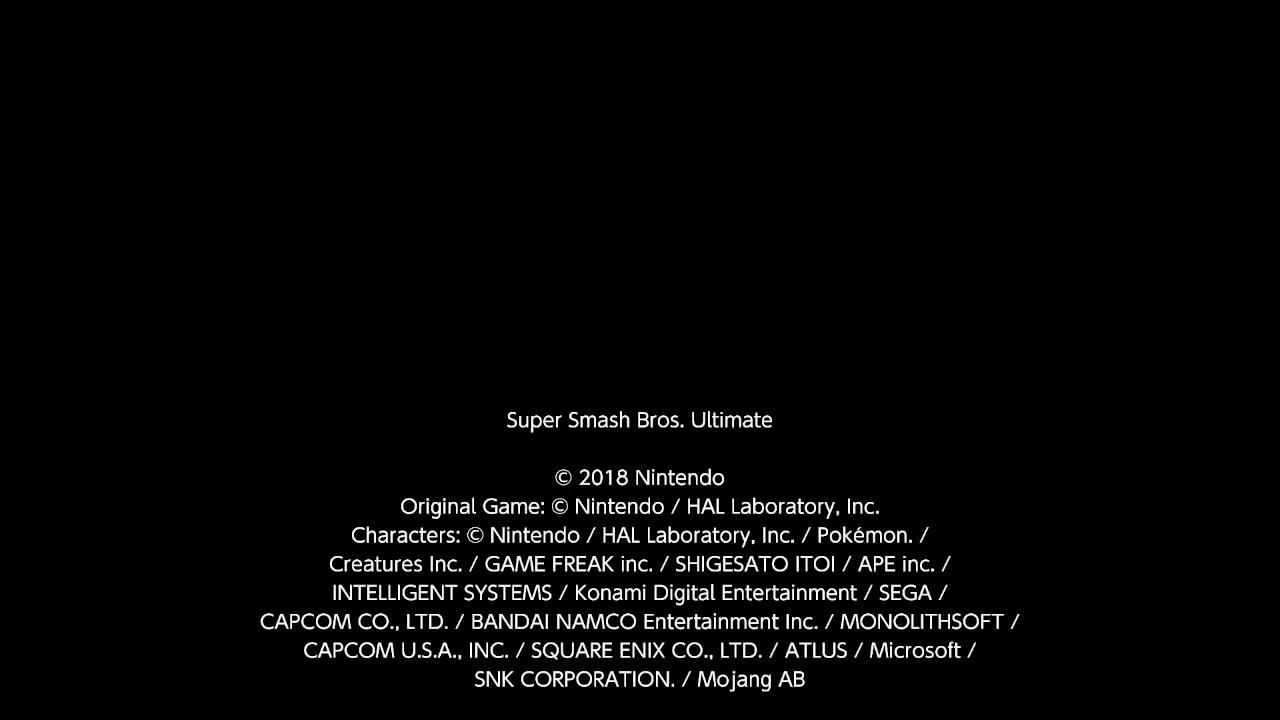 Super Smash Bros. Ultimate
© 2018 Nintendo
Original Game: © Nintendo / HAL Laboratory, Inc.
Characters: © Nintendo / HAL Laboratory, Inc. / Pokémon. /
Creatures Inc. / GAME FREAK inc. / SHIGESATO ITOI / APE inc. /
INTELLIGENT SYSTEMS / Konami Digital Entertainment / SEGA /
CAPCOM CO., LTD. / BANDAI NAMCO Entertainment Inc. / MONOLITHSOFT /
CAPCOM U.S.A., INC. / SQUARE ENIX CO., LTD. / ATLUS / Microsoft /
SNK CORPORATION. / Mojang AB